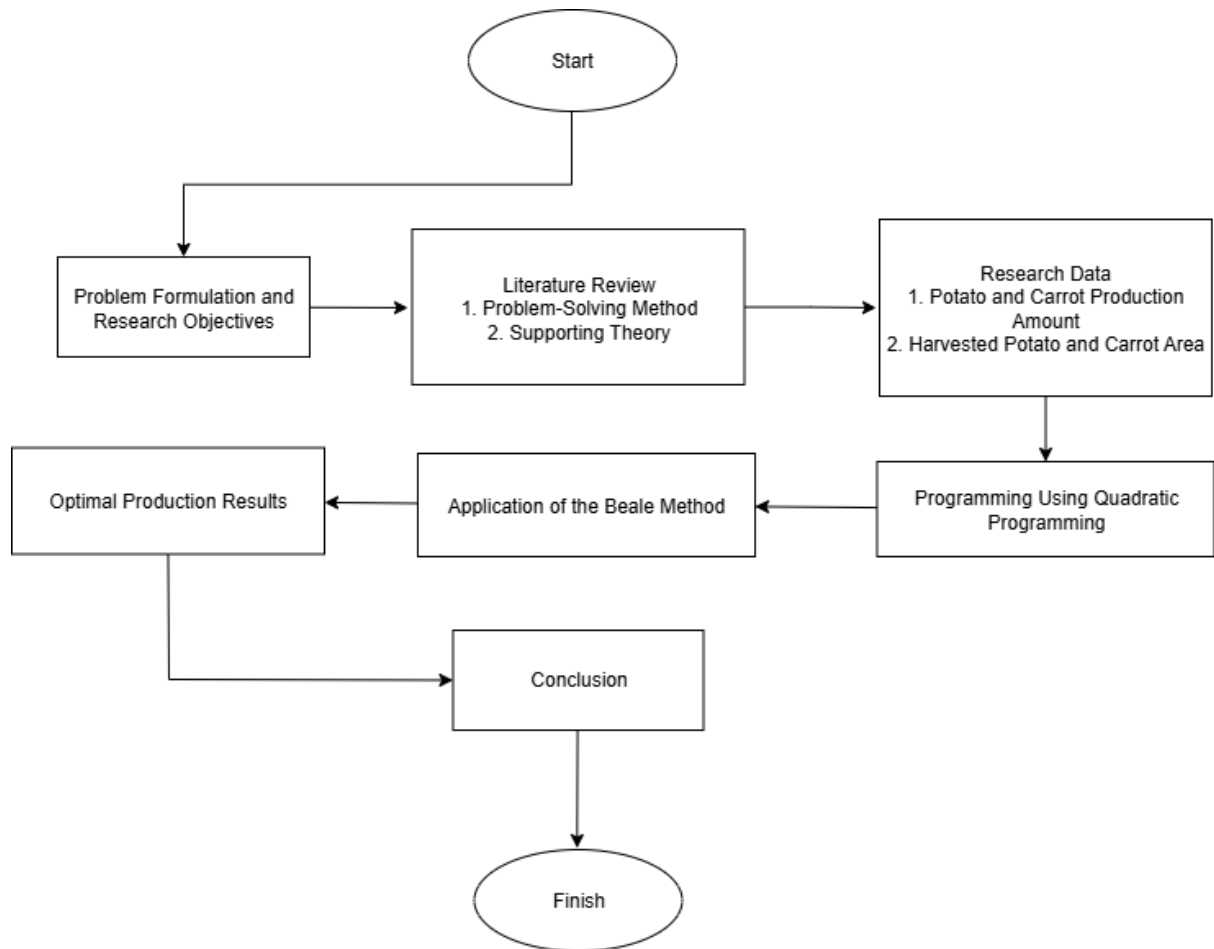 Start
Problem Formulation and
Research Objectives
Literature Review
1. Problem-Solving Method
2. Supporting Theory
Research Data
1. Potato and Carrot Production
Amount
2. Harvested Potato and Carrot Area
Programming Using Quadratic
Programming
Application of the Beale Method
Optimal Production Results
Conclusion
Finish